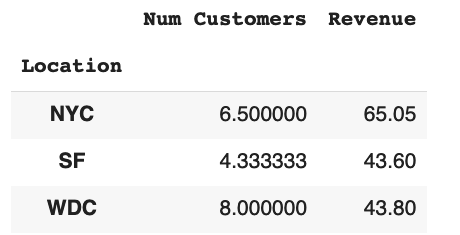 Num Customers Revenue
Location
NYC 6.500000 65.05
SF 4.333333 43.60
WDC 8.000000 43.80